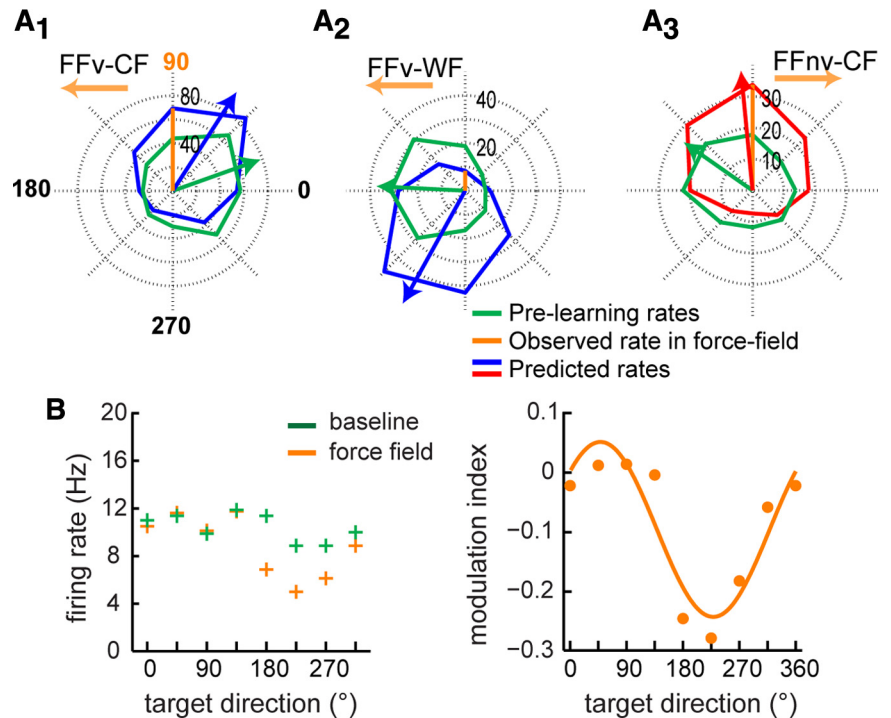 A1
A2
A3
FFv-CF
90
FFv-WF
FFnv-CF
80
40
40
20
30
20
10
180
0
270
Pre-learning rates
Observed rate in force-field
Predicted rates
B
baseline
force field
firing rate (Hz)
20
16
12
8
4
0
0
90
180
270
target direction (°)
modulation index
0.1
0
−0.1
−0.2
−0.3
0
90
180
270
360
target direction (°)